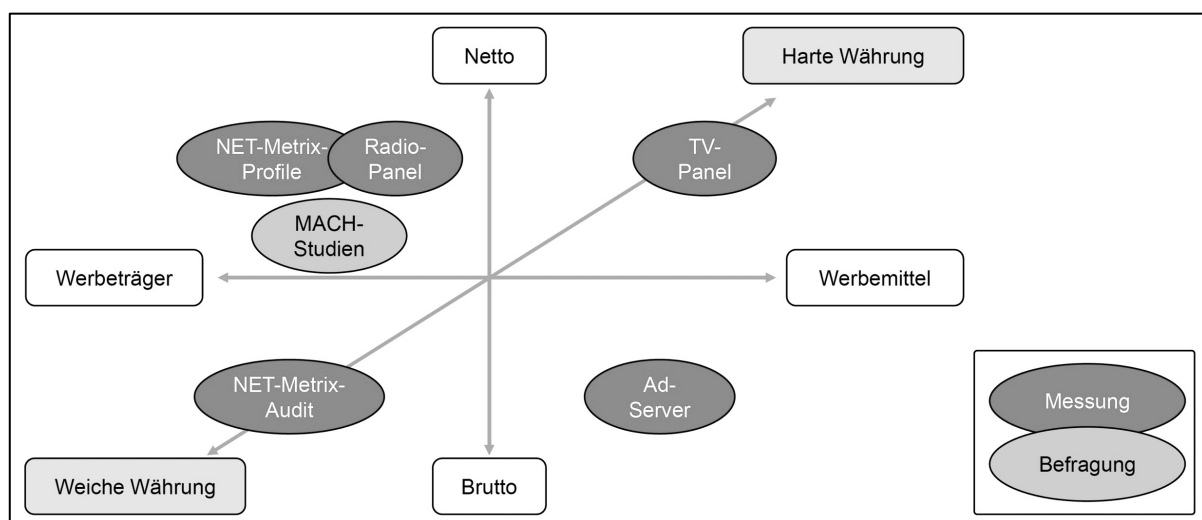 Netto
Harte Währung
NET-Metrix-
Profile
Radio-
Panel
TV-
Panel
MACH-
Studien
Werbeträger
Werbemittel
NET-Metrix-
Audit
Ad-
Server
Messung
Befragung
Weiche Währung
Brutto